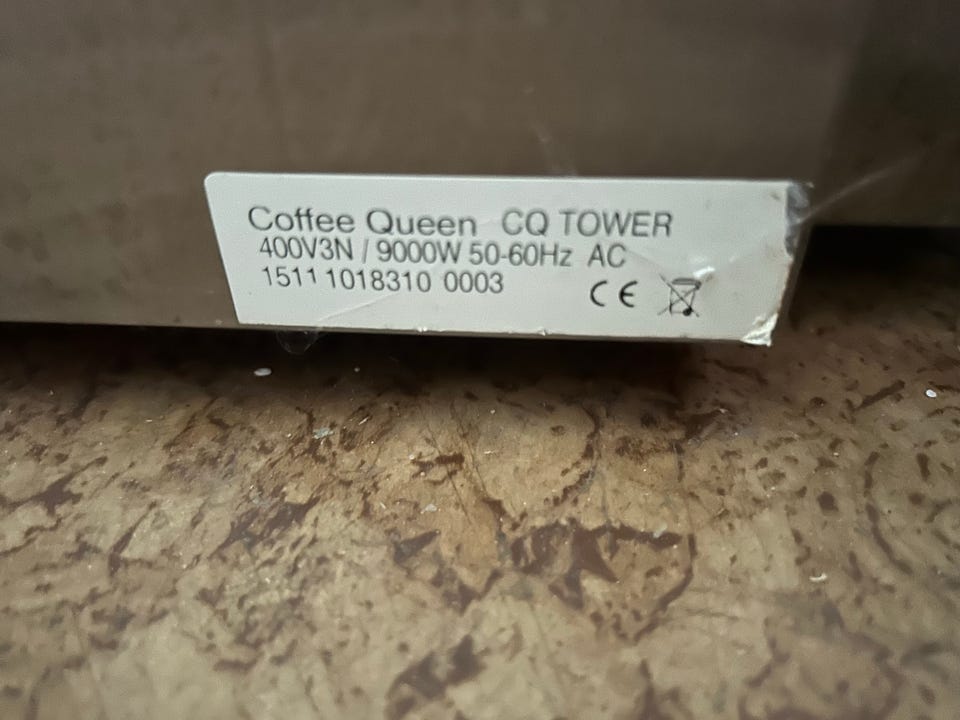 Coffee Queen CQ TOWER
400V3N / 9000W 50-60Hz AC
1511 1018310 0003
CE